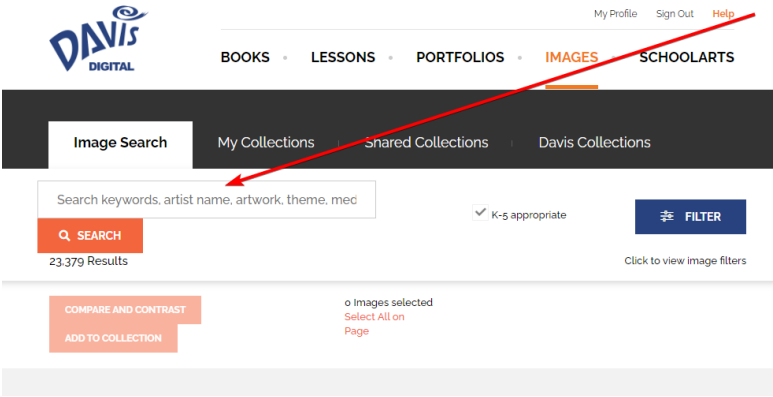 My Profile Sign Out Help
DAVIS
DIGITAL
BOOKS LESSONS PORTFOLIOS IMAGES SCHOOLARTS
Image Search My Collections Shared Collections Davis Collections
Search keywords, artist name, artwork, theme, med
K-5 appropriate
FILTER
SEARCH
23,379 Results
Click to view image filters
COMPARE AND CONTRAST
0 Images selected
Select All on
Page
ADD TO COLLECTION